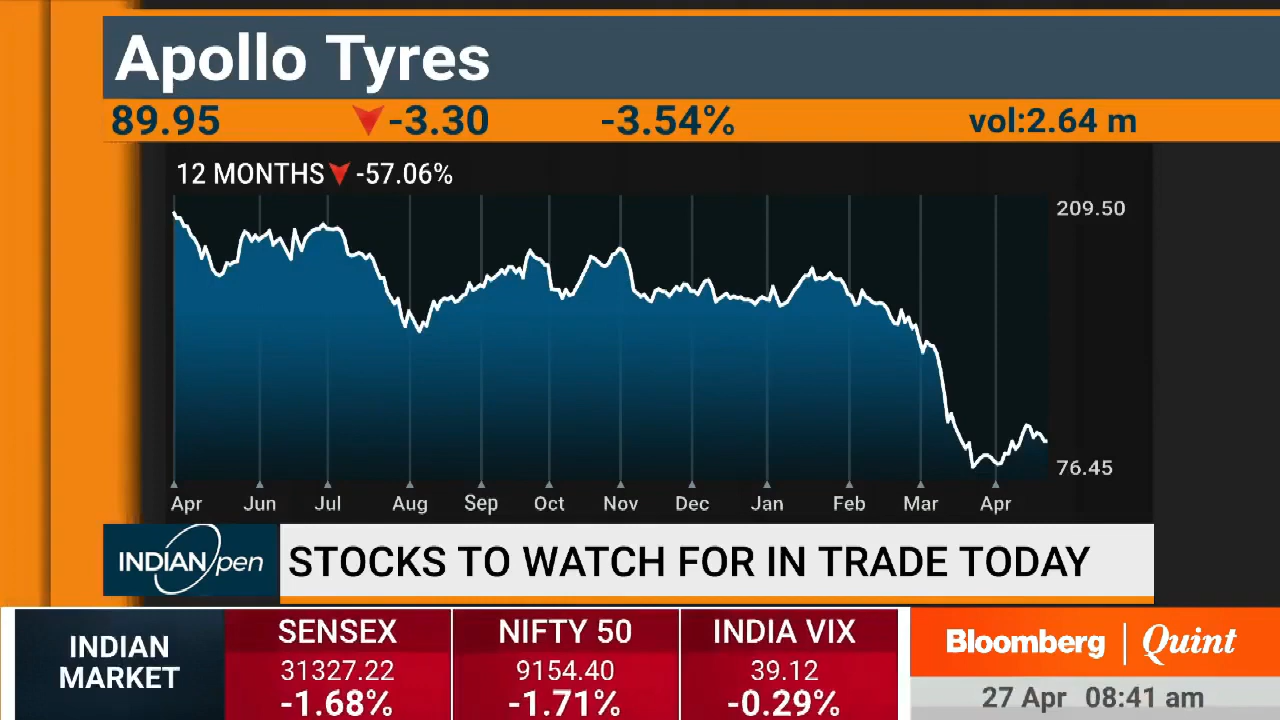 Apollo Tyres
89.95 -3.30 -3.54% vol:2.64 m
12 MONTHS -57.06%
209.50
76.45
Apr Jun Jul Aug Sep Oct Nov Dec Jan Feb Mar Apr
INDIAN pen STOCKS TO WATCH FOR IN TRADE TODAY
INDIAN MARKET
SENSEX
31327.22
-1.68%
NIFTY 50
9154.40
-1.71%
INDIA VIX
39.12
-0.29%
Bloomberg | Quint
27 Apr 08:41 am